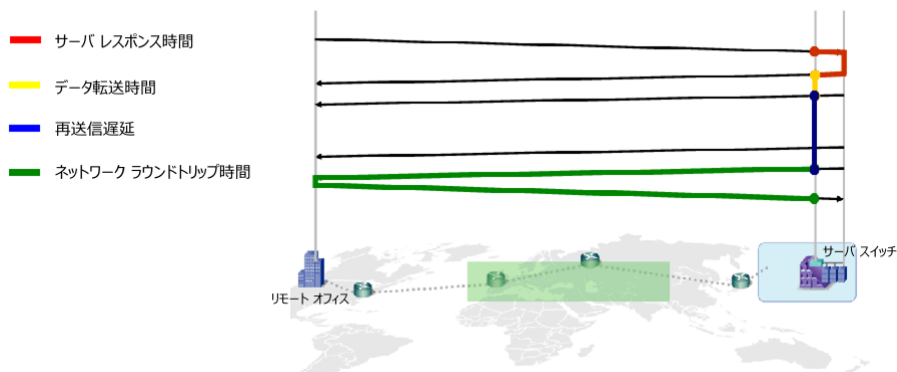 サーバ レスポンス時間
データ転送時間
再送信遅延
ネットワーク ラウンドトリップ時間
サーバ スイッチ
リモート オフィス